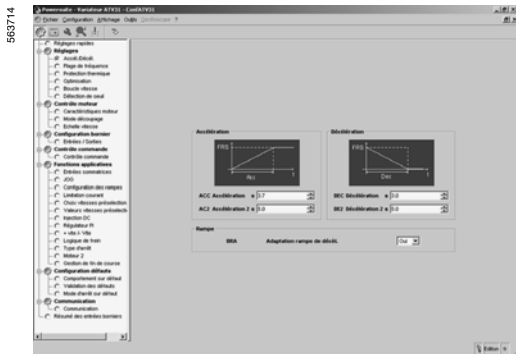 563714
Powersuite - Variateur ATV31 - ConfATV31
Fichier Configuration Affichage Outils Confirmation ?
Réglages rapides
Réglages
Accél./Décél.
Plage de fréquence
Protection thermique
Optimisation
Boucle vitesse
Détection de seuil
Contrôle moteur
Caractéristiques moteur
Mode découpage
Echelle vitesse
Configuration bornier
Entrées / Sorties
Contrôle commande
Contrôle commande
Fonctions applicatives
Entrées sommatrices
JOG
Configuration des rampes
Limitation courant
Choix vitesses présélection
Valeurs vitesses présélecti
Injection DC
Régulateur PI
+ vite /- Vite
Logique de frein
Type d'arrêt
Moteur 2
Gestion de fin de course
Configuration défauts
Comportement sur défaut
Validation des défauts
Mode d'arrêt sur défaut
Communication
Communication
Résumé des entrées borniers
Accélération
FRS
Acc
t
ACC Accélération s 3.7
AC2 Accélération 2 s 5.0
Décélération
FRS
Dec
t
DEC Décélération s 3.0
DE2 Décélération 2 s 5.0
Rampe
BRA Adaptation rampe de décél. Oui
Edition